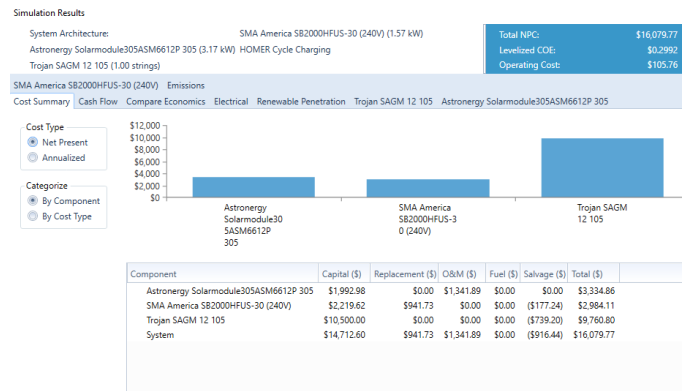 Simulation Results
System Architecture: SMA America SB2000HFUS-30 (240V) (1.57 kW)
Astronergy Solarmodule305ASM6612P 305 (3.17 kW) HOMER Cycle Charging
Trojan SAGM 12 105 (1.00 strings)
Total NPC: $16,079.77
Levelized COE: $0.2992
Operating Cost: $105.76
SMA America SB2000HFUS-30 (240V) Emissions
Cost Summary Cash Flow Compare Economics Electrical Renewable Penetration Trojan SAGM 12 105 Astronergy Solarmodule305ASM6612P 305
Cost Type
Net Present
Annualized
Categorize
By Component
By Cost Type
$12,000
$10,000
$8,000
$6,000
$4,000
$2,000
$0
Astronergy
Solarmodule30
5ASM6612P
305
SMA America
SB2000HFUS-3
0 (240V)
Trojan SAGM
12 105
Component Capital ($) Replacement ($) O&M ($) Fuel ($) Salvage ($) Total ($)
Astronergy Solarmodule305ASM6612P 305 $1,992.98 $0.00 $1,341.89 $0.00 $0.00 $3,334.86
SMA America SB2000HFUS-30 (240V) $2,219.62 $941.73 $0.00 $0.00 ($177.24) $2,984.11
Trojan SAGM 12 105 $10,500.00 $0.00 $0.00 $0.00 ($739.20) $9,760.80
System $14,712.60 $941.73 $1,341.89 $0.00 ($916.44) $16,079.77